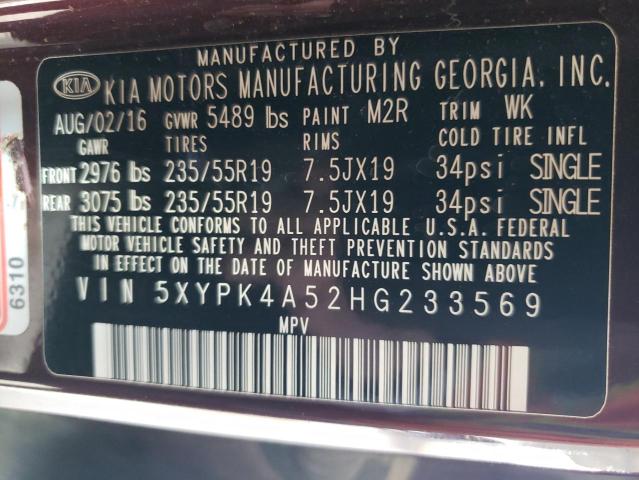 MANUFACTURED BY
KIA KIA MOTORS MANUFACTURING GEORGIA, INC.
AUG/02/16 GVWR 5489 lbs PAINT M2R TRIM WK
GAWR TIRES RIMS COLD TIRE INFL
FRONT 2976 lbs 235/55R19 7.5JX19 34psi SINGLE
REAR 3075 lbs 235/55R19 7.5JX19 34psi SINGLE
THIS VEHICLE CONFORMS TO ALL APPLICABLE U.S.A. FEDERAL
MOTOR VEHICLE SAFETY AND THEFT PREVENTION STANDARDS
IN EFFECT ON THE DATE OF MANUFACTURE SHOWN ABOVE
VIN 5XYPK4A52HG233569
MPV
6310